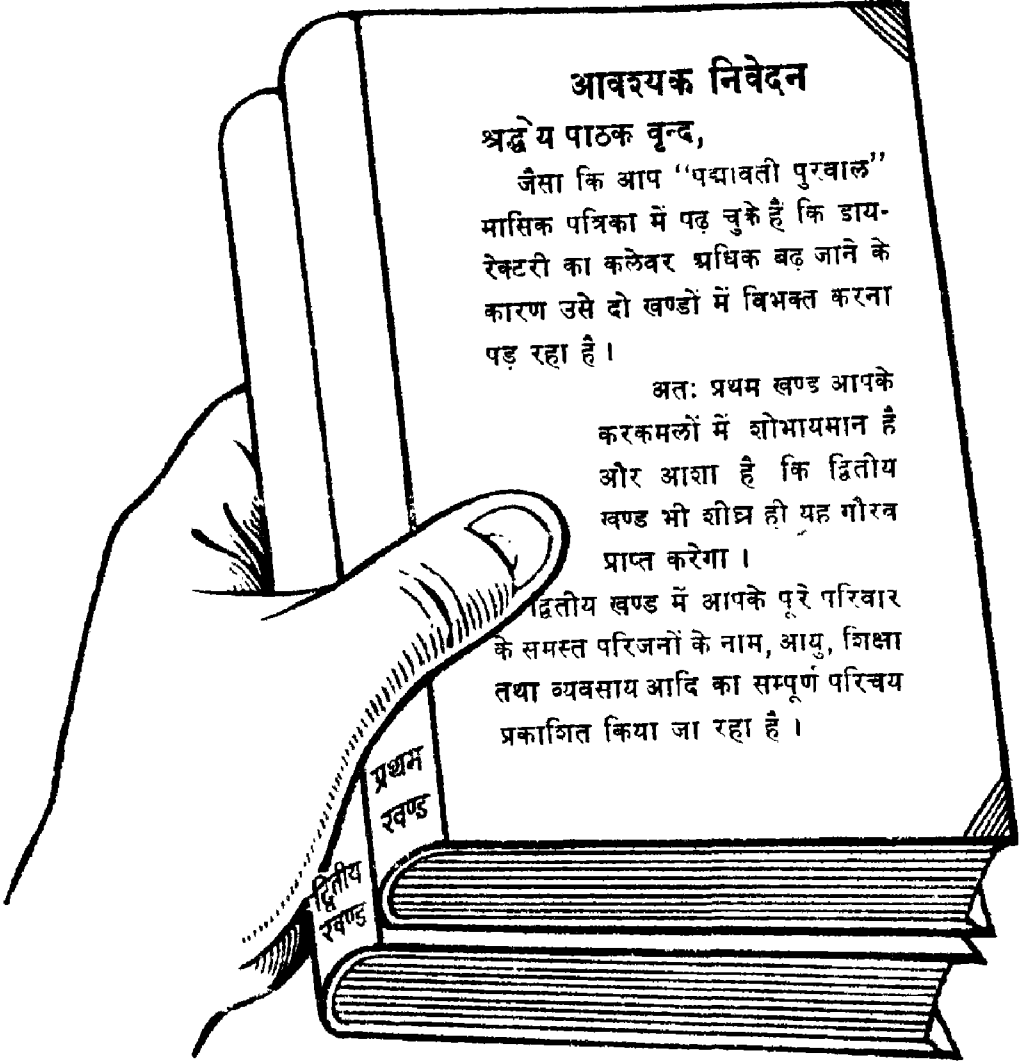 आवश्यक निवेदन
श्रद्धेय पाठक वृन्द,
जैसा कि आप “पद्मावती पुरवाल”
मासिक पत्रिका में पढ़ चुके हैं कि डाय-
रेक्टरी का कलेवर अधिक बढ़ जाने के
कारण उसे दो खण्डों में विभक्त करना
पड़ रहा है ।
अतः प्रथम खण्ड आपके
करकमलों में शोभायमान है
और आशा है कि द्वितीय
खण्ड भी शीघ्र ही यह गौरव
प्राप्त करेगा ।
द्वितीय खण्ड में आपके पूरे परिवार
के समस्त परिजनों के नाम, आयु, शिक्षा
तथा व्यवसाय आदि का सम्पूर्ण परिचय
प्रकाशित किया जा रहा है ।
प्रथम
खण्ड
द्वितीय
खण्ड